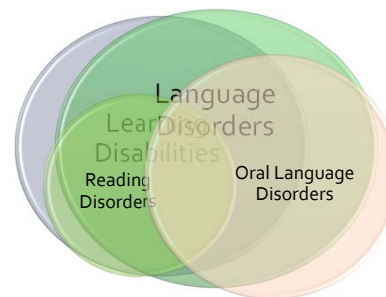 Language
Disorders
Learning
Disabilities
Reading
Disorders
Oral Language
Disorders